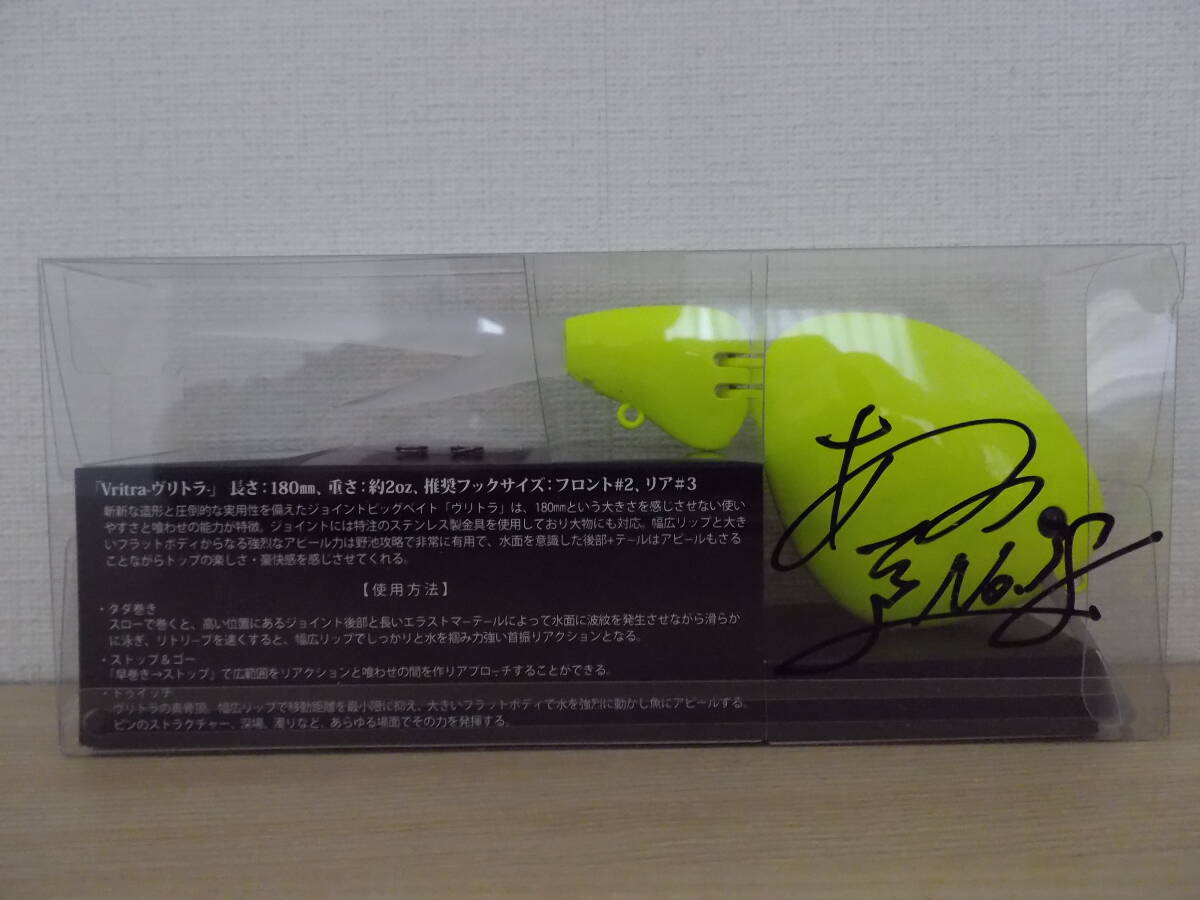 「Vritra-ヴリトラ-」 長さ：180㎜、重さ：約2oz、推奨フックサイズ：フロント#2、リア#3
斬新な造形と圧倒的な実用性を備えたジョイントビッグベイト「ヴリトラ」は、180㎜という大きさを感じさせない使い
やすさと喰わせの能力が特徴。ジョイントには特注のステンレス製金具を使用しており大物にも対応。幅広リップと大き
いフラットボディからなる強烈なアピール力は野池攻略で非常に有用で、水面を意識した後部+テールはアピールもさる
ことながらトップの楽しさ・豪快感を感じさせてくれる。
【使用方法】
・タダ巻き
スローで巻くと、高い位置にあるジョイント後部と長いエラストマーテールによって水面に波紋を発生させながら滑らか
に泳ぎ、リトリーブを速くすると、幅広リップでしっかりと水を掴み力強い首振りアクションとなる。
・ストップ＆ゴー
「早巻き→ストップ」で広範囲をリアクションと喰わせの間を作りアプローチすることができる。
・トゥイッチ
ヴリトラの真骨頂。幅広リップで移動距離を最小限に抑え、大きいフラットボディで水を強烈に動かし魚にアピールする。
ピンのストラクチャー、深場、濁りなど、あらゆる場面でその力を発揮する。